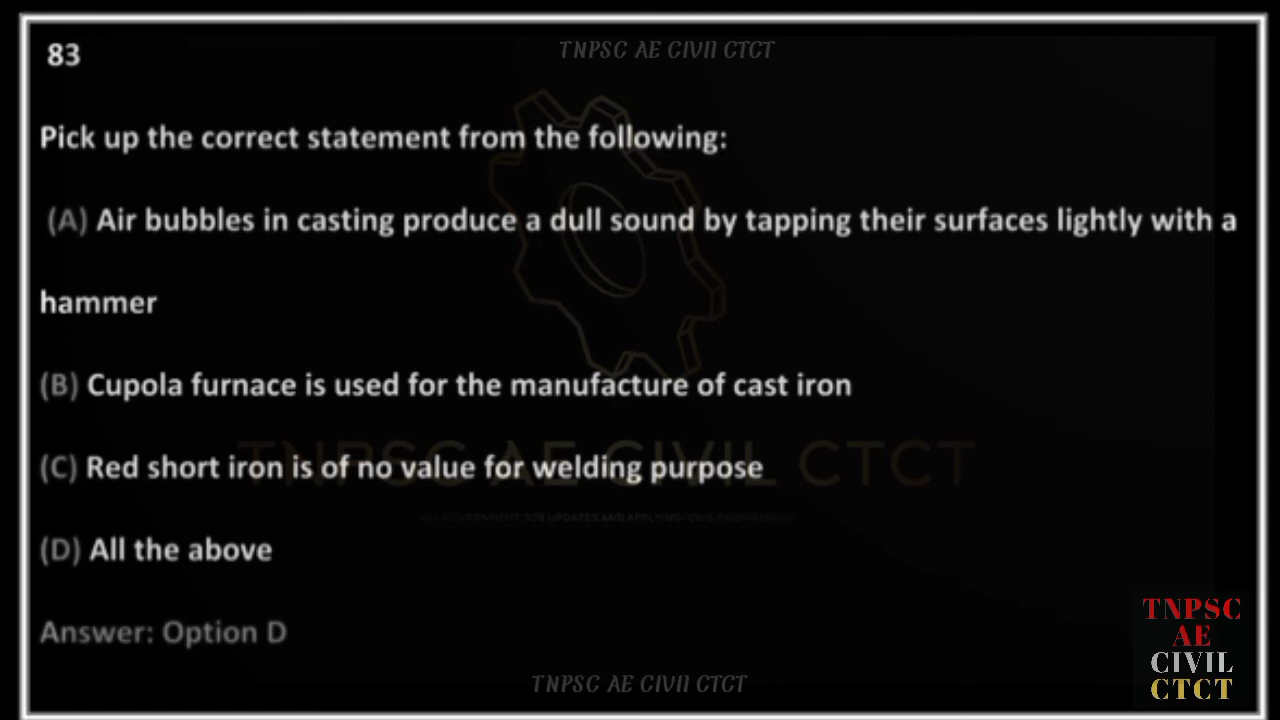 83
TNPSC AE CIVIL CTCT
Pick up the correct statement from the following:
(A) Air bubbles in casting produce a dull sound by tapping their surfaces lightly with a
hammer
(B) Cupola furnace is used for the manufacture of cast iron
TNPSC AE CIVIL CTCT
(C) Red short iron is of no value for welding purpose
(D) All the above
Answer: Option D
TNPSC
AE
CIVIL
CTCT
TNPSC AE CIVIL CTCT